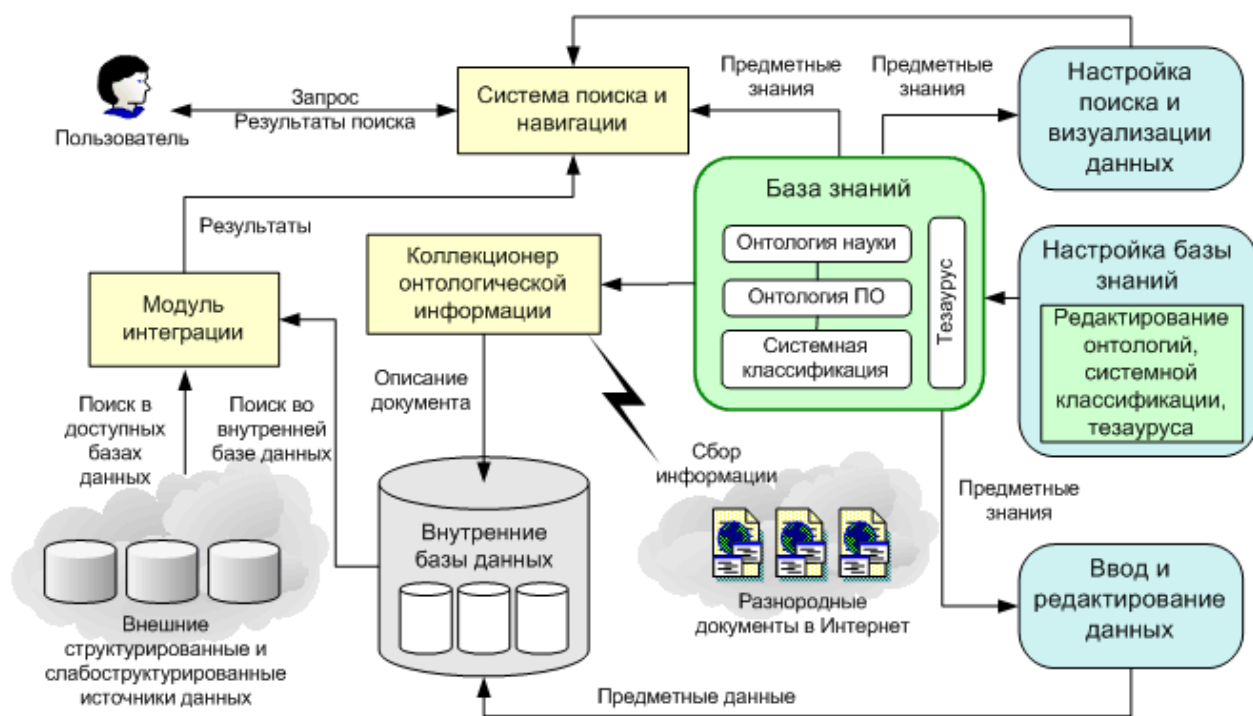 Пользователь
Запрос
Результаты поиска
Система поиска и
навигации
Предметные
знания
Предметные
знания
Настройка
поиска и
визуализации
данных
База знаний
Онтология науки
Онтология ПО
Системная
классификация
Тезаурус
Настройка базы
знаний
Редактирование
онтологий,
системной
классификации,
тезауруса
Результаты
Коллекционер
онтологической
информации
Модуль
интеграции
Описание
документа
Поиск в
доступных
базах
данных
Поиск во
внутренней
базе данных
Сбор
информации
Предметные
знания
Внутренние
базы данных
Разнородные
документы в Интернет
Ввод и
редактирование
данных
Внешние
структурированные и
слабоструктурированные
источники данных
Предметные данные